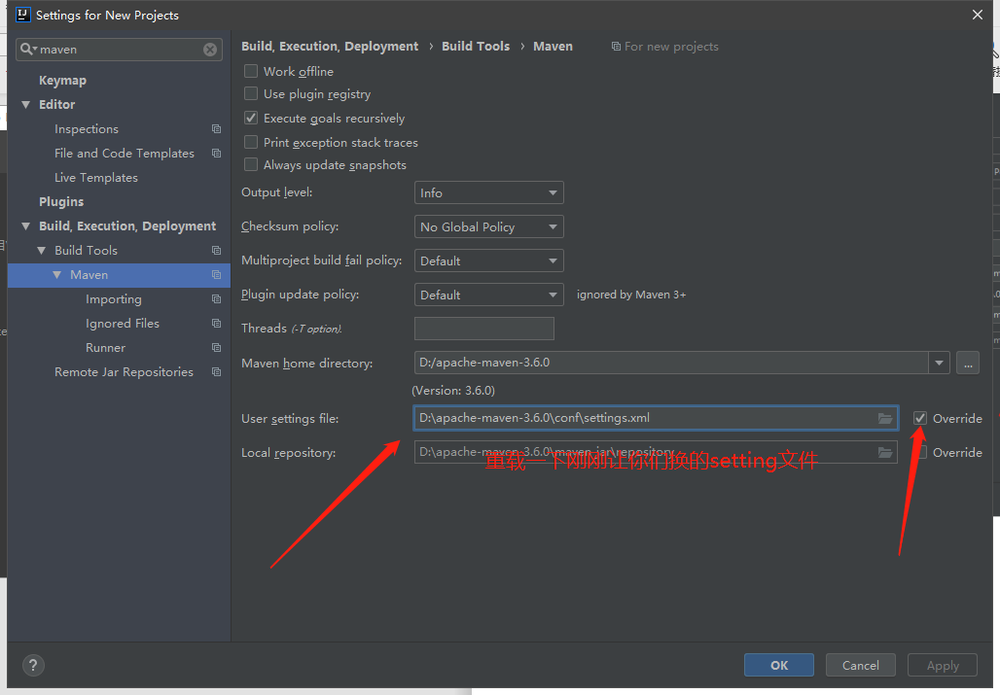 Settings for New Projects
maven
Keymap
Editor
Inspections
File and Code Templates
Live Templates
Plugins
Build, Execution, Deployment
Build Tools
Maven
Importing
Ignored Files
Runner
Remote Jar Repositories
Build, Execution, Deployment › Build Tools › Maven For new projects
Work offline
Use plugin registry
Execute goals recursively
Print exception stack traces
Always update snapshots
Output level: Info
Checksum policy: No Global Policy
Multiproject build fail policy: Default
Plugin update policy: Default ignored by Maven 3+
Threads (-T option).
Maven home directory: D:/apache-maven-3.6.0 ...
(Version: 3.6.0)
User settings file: D:\apache-maven-3.6.0\conf\settings.xml Override
Local repository: D:\apache-maven-3.6.0\maven-jar\repository Override
重载一下刚刚让你们换的setting文件
? OK Cancel Apply